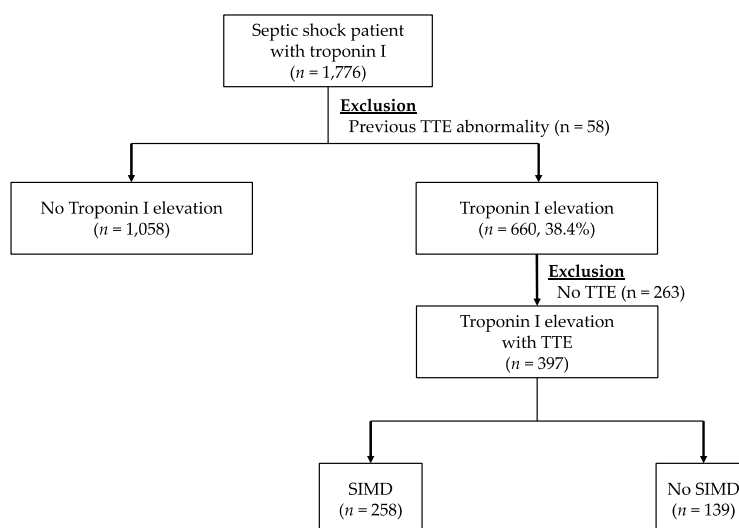 Septic shock patient
with troponin I
(n = 1,776)
Exclusion
Previous TTE abnormality (n = 58)
No Troponin I elevation
(n = 1,058)
Troponin I elevation
(n = 660, 38.4%)
Exclusion
No TTE (n = 263)
Troponin I elevation
with TTE
(n = 397)
SIMD
(n = 258)
No SIMD
(n = 139)